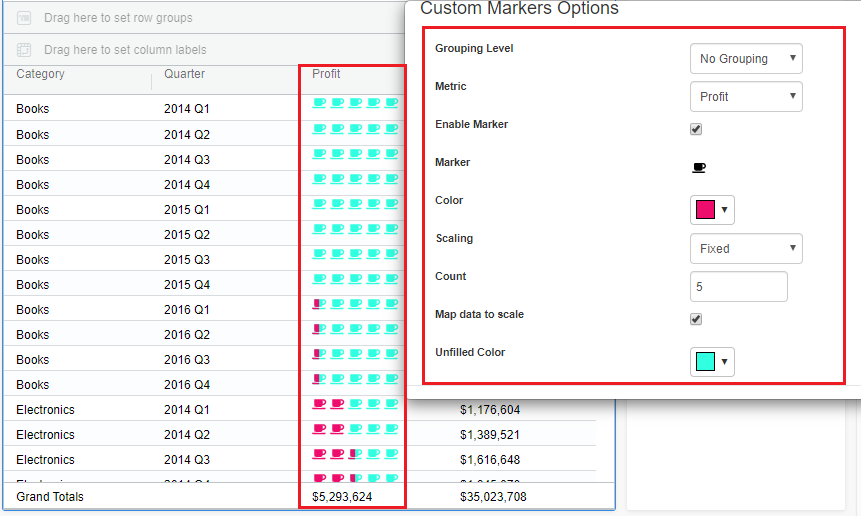 Drag here to set row groups
Drag here to set column labels
Category Quarter Profit
Books 2014 Q1
Books 2014 Q2
Books 2014 Q3
Books 2014 Q4
Books 2015 Q1
Books 2015 Q2
Books 2015 Q3
Books 2015 Q4
Books 2016 Q1
Books 2016 Q2
Books 2016 Q3
Books 2016 Q4
Electronics 2014 Q1 $1,176,604
Electronics 2014 Q2 $1,389,521
Electronics 2014 Q3 $1,616,648
Grand Totals $5,293,624 $35,023,708
Custom Markers Options
Grouping Level No Grouping
Metric Profit
Enable Marker
Marker
Color
Scaling Fixed
Count 5
Map data to scale
Unfilled Color